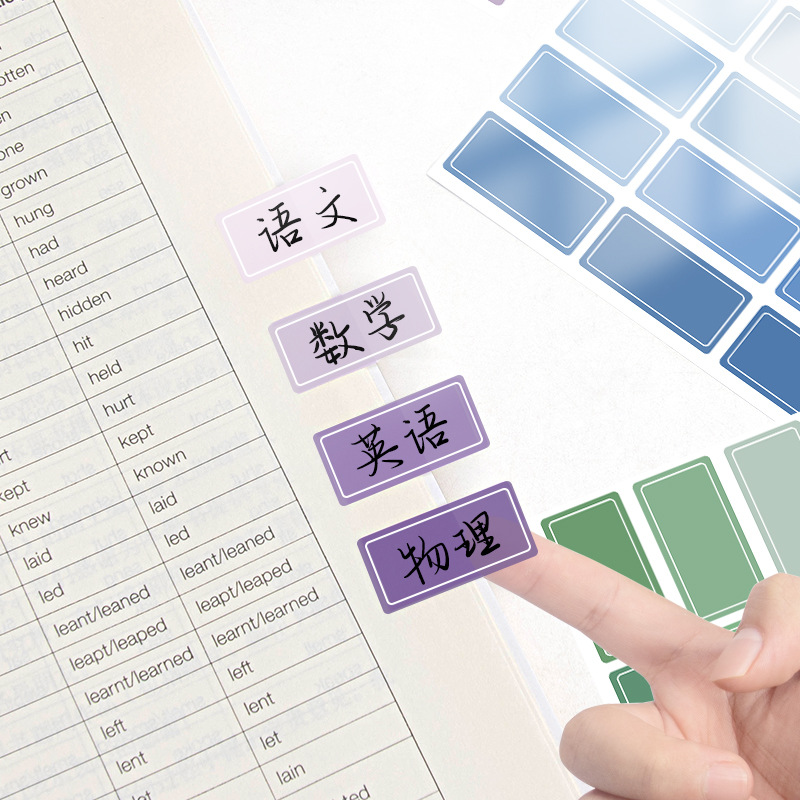 grown
hung
had
heard
hidden
hit
held
hurt
kept kept
knew known
laid laid
led led
leant/leaned leant/leaned
leapt/leaped leapt/leaped
learnt/learned learnt/learned
left left
lent lent
let let
lain
语文
数学
英语
物理